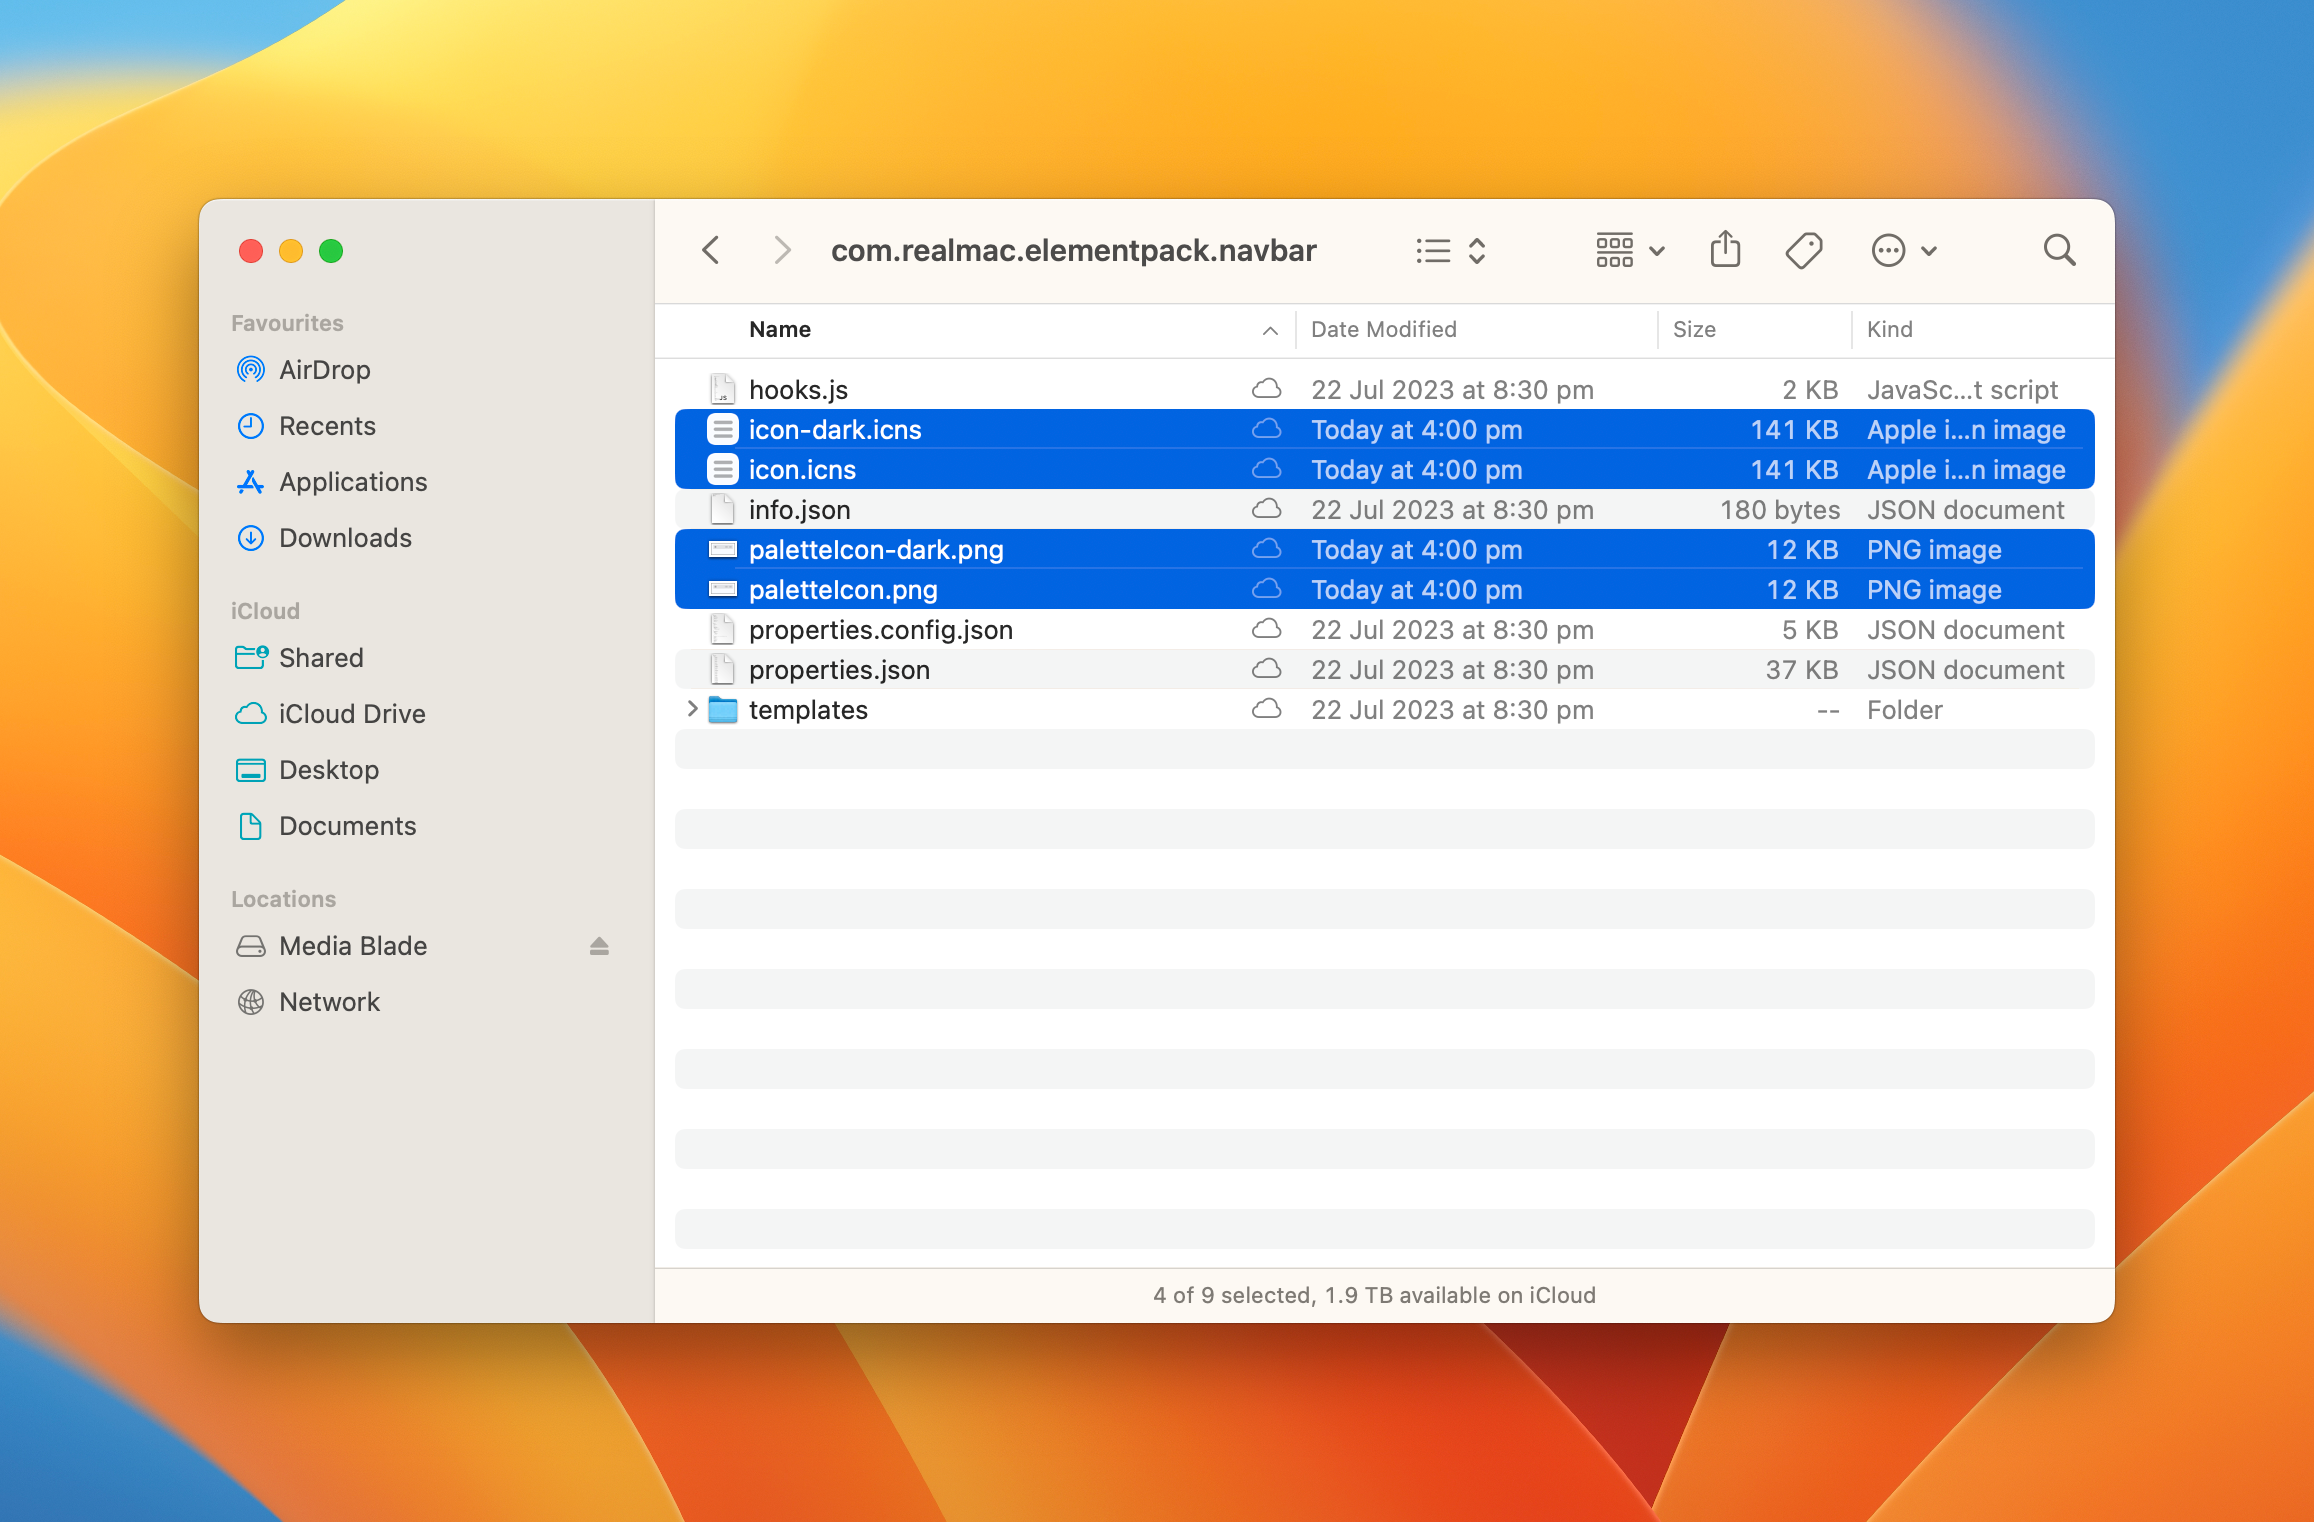 com.realmac.elementpack.navbar
Favourites
AirDrop
Recents
Applications
Downloads
iCloud
Shared
iCloud Drive
Desktop
Documents
Locations
Media Blade
Network
Name Date Modified Size Kind
hooks.js 22 Jul 2023 at 8:30 pm 2 KB JavaSc...t script
icon-dark.icns Today at 4:00 pm 141 KB Apple i...n image
icon.icns Today at 4:00 pm 141 KB Apple i...n image
info.json 22 Jul 2023 at 8:30 pm 180 bytes JSON document
paletteIcon-dark.png Today at 4:00 pm 12 KB PNG image
paletteIcon.png Today at 4:00 pm 12 KB PNG image
properties.config.json 22 Jul 2023 at 8:30 pm 5 KB JSON document
properties.json 22 Jul 2023 at 8:30 pm 37 KB JSON document
templates 22 Jul 2023 at 8:30 pm -- Folder
4 of 9 selected, 1.9 TB available on iCloud